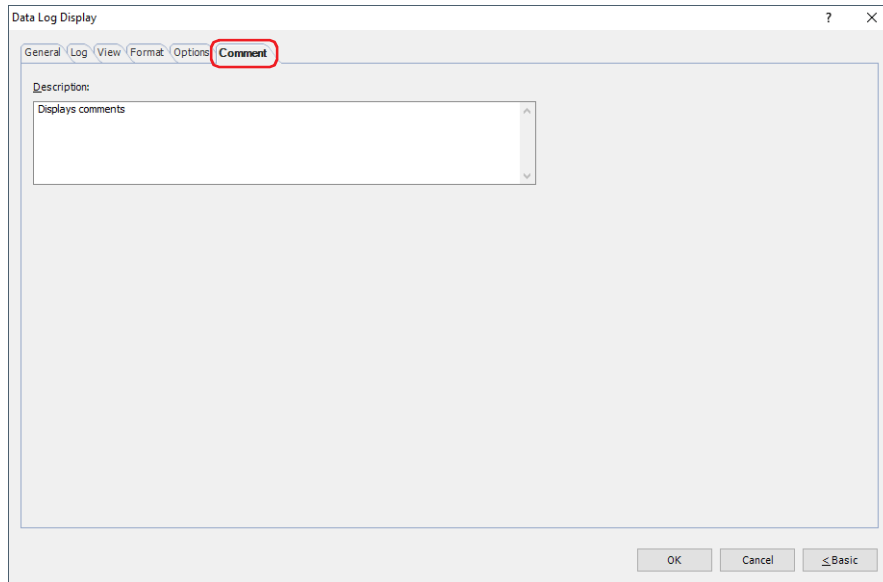 Data Log Display ?
General Log View Format Options Comment
Description:
Displays comments
OK Cancel < Basic